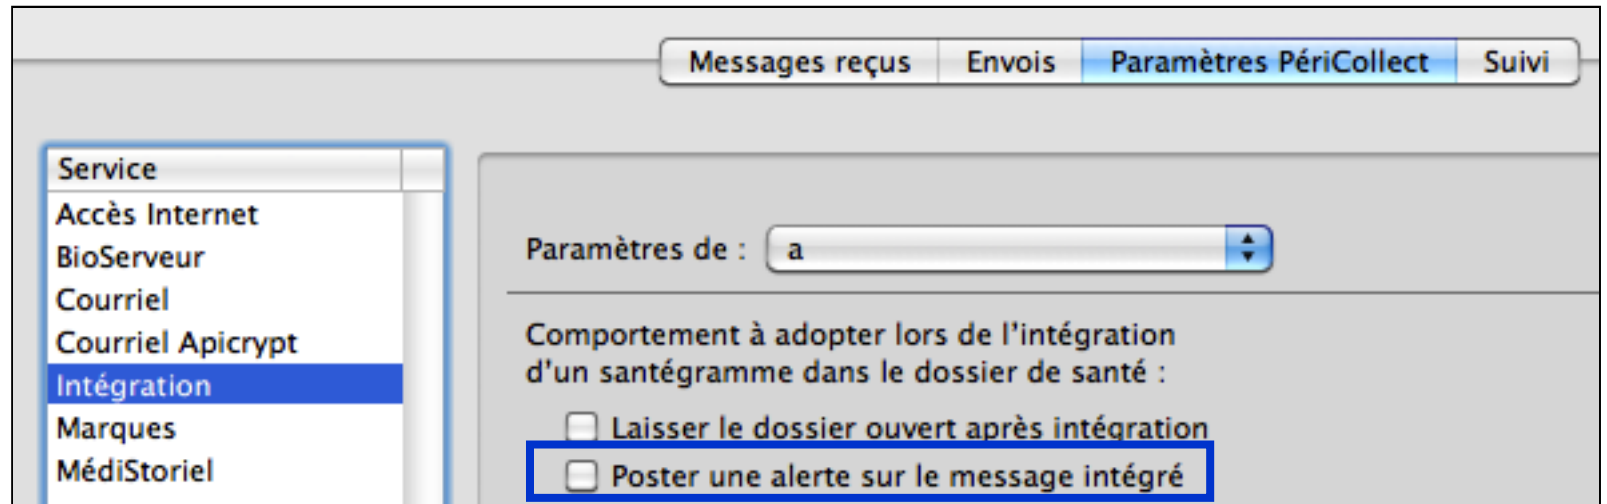 Messages reçus Envois Paramètres PériCollect Suivi
Service
Accès Internet
BioServeur
Courriel
Courriel Apicrypt
Intégration
Marques
MédiStoriel
Paramètres de : a
Comportement à adopter lors de l'intégration
d'un santégramme dans le dossier de santé :
Laisser le dossier ouvert après intégration
Poster une alerte sur le message intégré